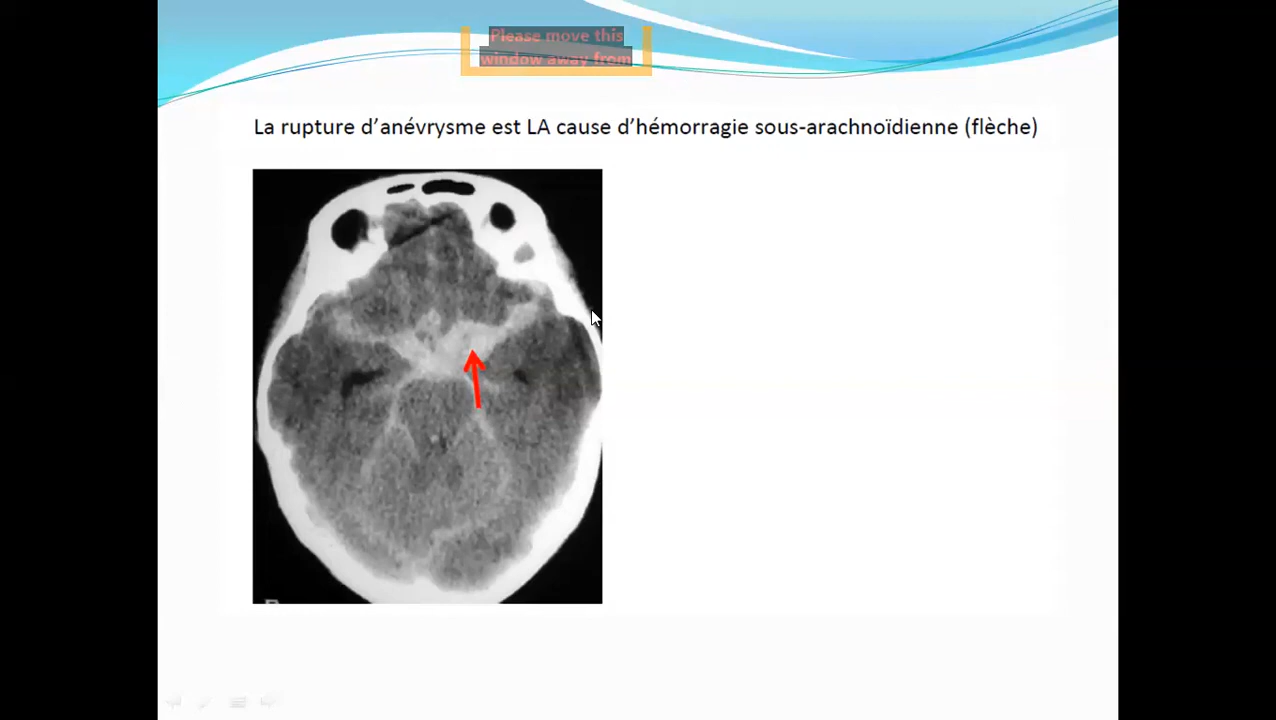 Please move this
window away from
La rupture d’anévrysme est LA cause d’hémorragie sous-arachnoïdienne (flèche)